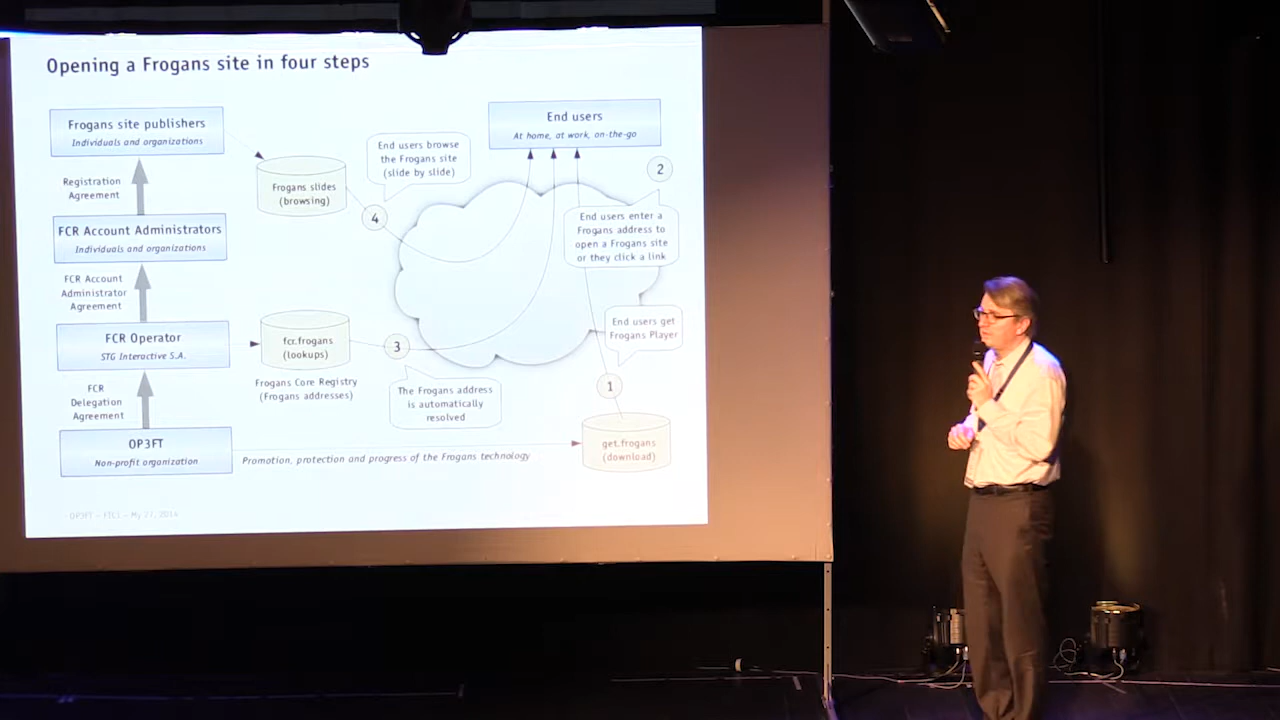 Opening a Frogans site in four steps
Frogans site publishers
Individuals and organizations
Registration
Agreement
FCR Account Administrators
Individuals and organizations
FCR Account
Administrator
Agreement
FCR Operator
STG Interactive S.A.
FCR
Delegation
Agreement
OP3FT
Non-profit organization
Frogans slides
(browsing)
End users browse
the Frogans site
(slide by slide)
4
End users
At home, at work, on-the-go
2
End users enter a
Frogans address to
open a Frogans site
or they click a link
fcr.frogans
(lookups)
Frogans Core Registry
(Frogans addresses)
3
The Frogans address
is automatically
resolved
End users get
Frogans Player
1
get.frogans
(download)
Promotion, protection and progress of the Frogans technology
OP3FT – FTCL – My 27, 2014